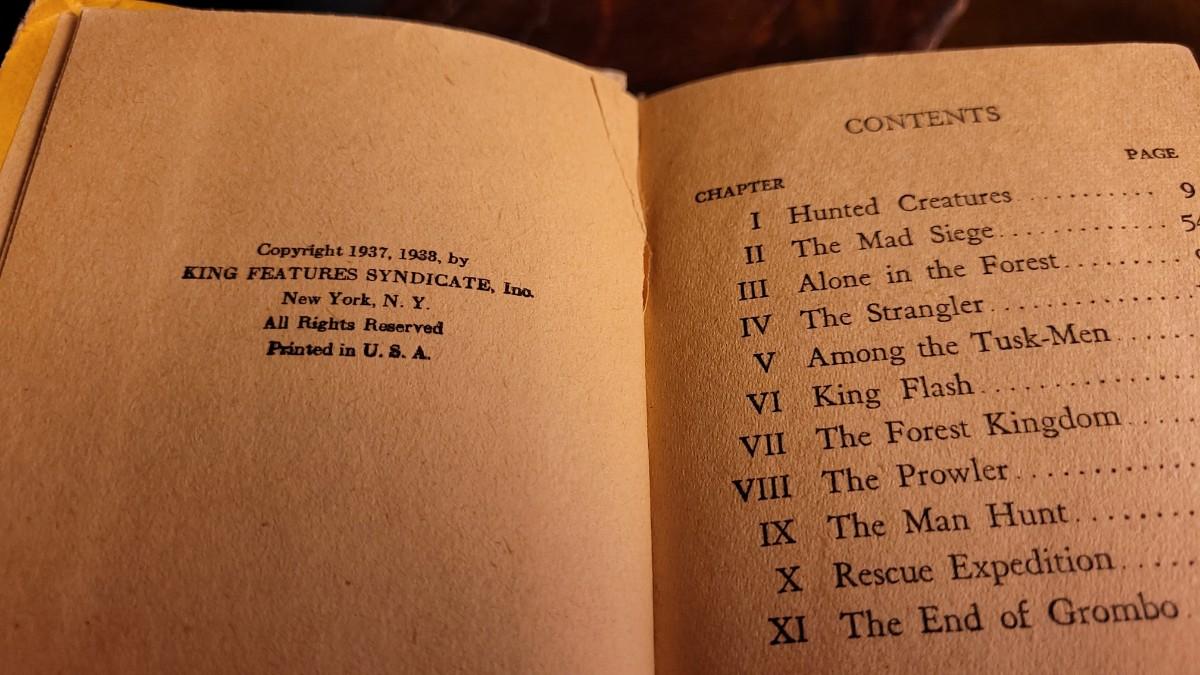 Copyright 1937, 1938, by
KING FEATURES SYNDICATE, Inc.
New York, N. Y.
All Rights Reserved
Printed in U. S. A.
CONTENTS
CHAPTER PAGE
I Hunted Creatures . . . . . . . . . . . 9
II The Mad Siege . . . . . . . . . . . . 54
III Alone in the Forest . . . . . . . . .
IV The Strangler . . . . . . . . . . . .
V Among the Tusk-Men . . . . .
VI King Flash . . . . . . . . . . . . .
VII The Forest Kingdom . . . .
VIII The Prowler . . . . . . . . . . .
IX The Man Hunt . . . . . . . .
X Rescue Expedition . . . . .
XI The End of Grombo .